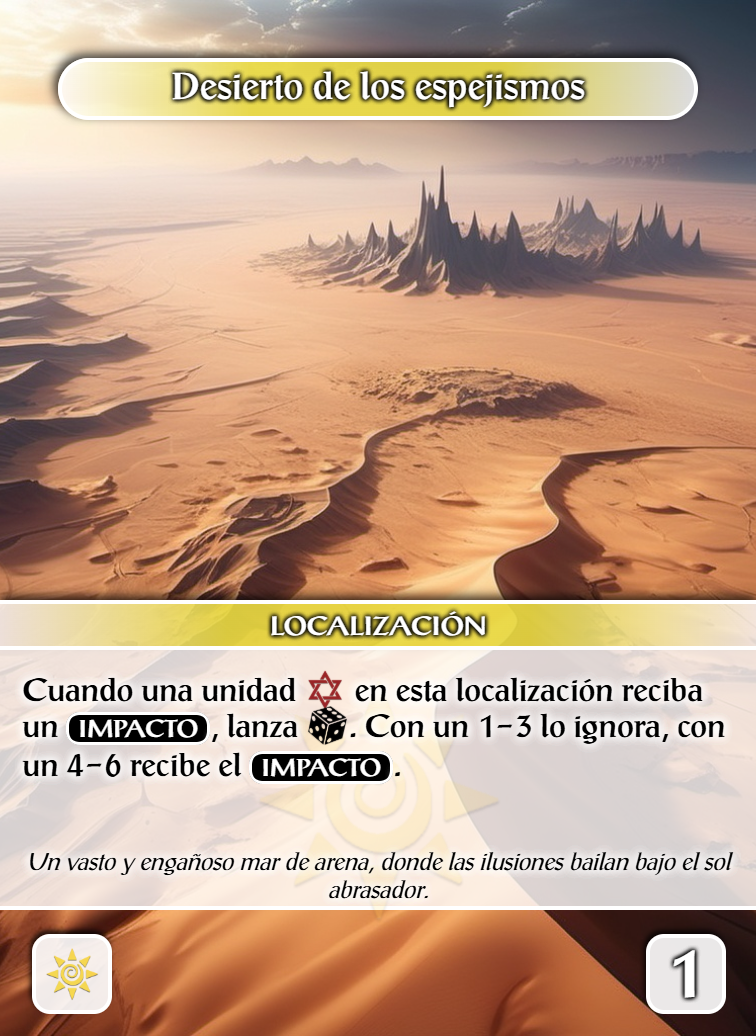 Desierto de los espejismos
LOCALIZACIÓN
Cuando una unidad en esta localización reciba
un IMPACTO, lanza . Con un 1-3 lo ignora, con
un 4-6 recibe el IMPACTO.
Un vasto y engañoso mar de arena, donde las ilusiones bailan bajo el sol
abrasador.
1